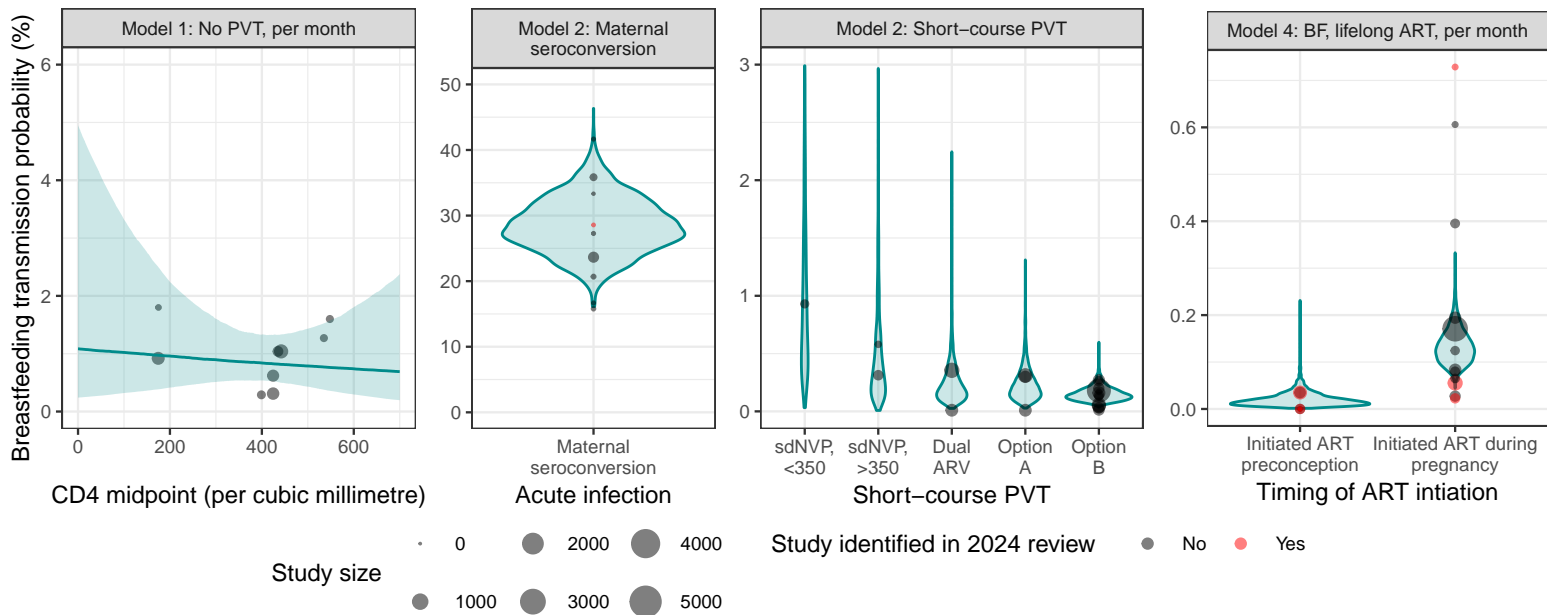 Model 1: No PVT, per month
Model 2: Maternal
seroconversion
Model 2: Short−course PVT
Model 4: BF, lifelong ART, per month
Breastfeeding transmission probability (%)
6
4
2
0
0
200
400
600
CD4 midpoint (per cubic millimetre)
50
40
30
20
10
0
Maternal
seroconversion
Acute infection
3
2
1
0
sdNVP,
<350
sdNVP,
>350
Dual
ARV
Option
A
Option
B
Short−course PVT
0.6
0.4
0.2
0.0
Initiated ART
preconception
Initiated ART during
pregnancy
Timing of ART intiation
Study size
0
2000
4000
1000
3000
5000
Study identified in 2024 review
No
Yes